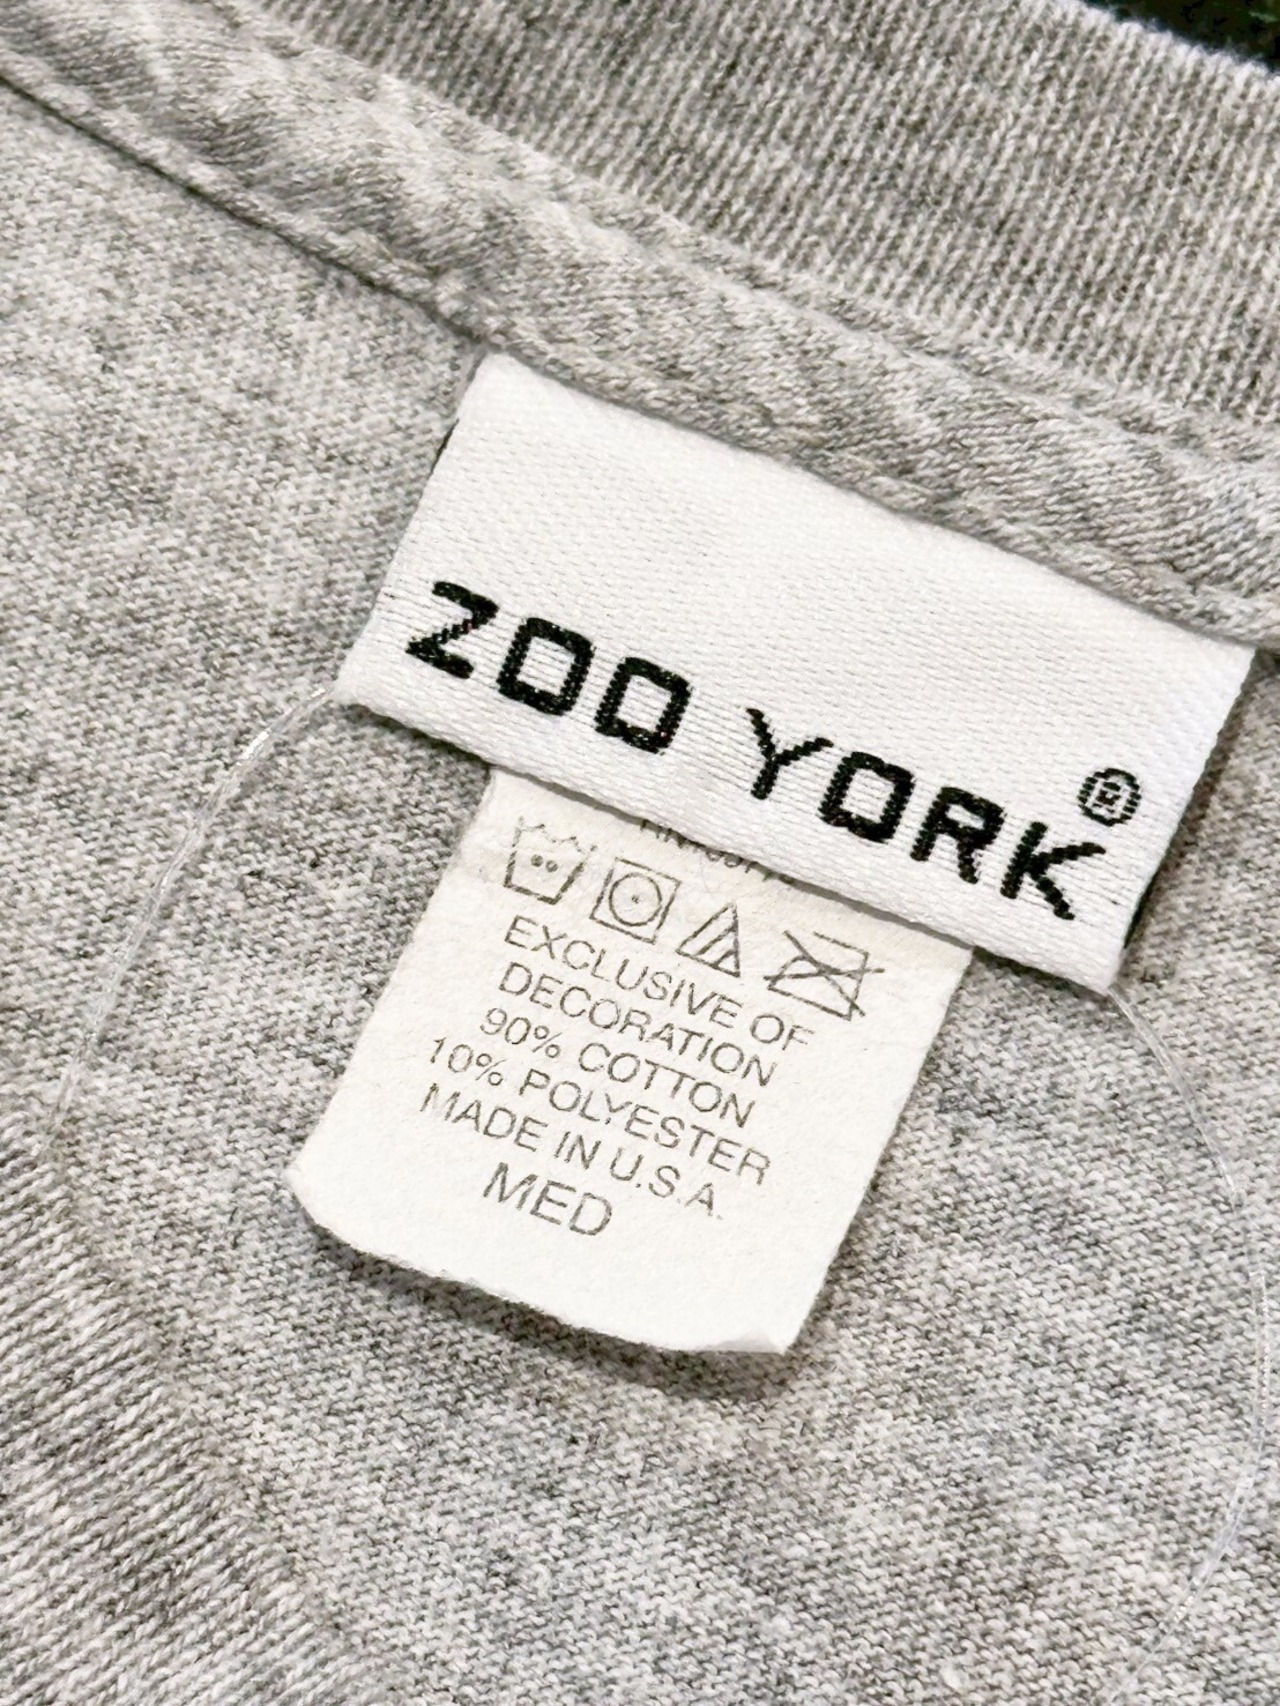 ZOO YORK®
EXCLUSIVE OF
DECORATION
90% COTTON
10% POLYESTER
MADE IN U.S.A.
MED